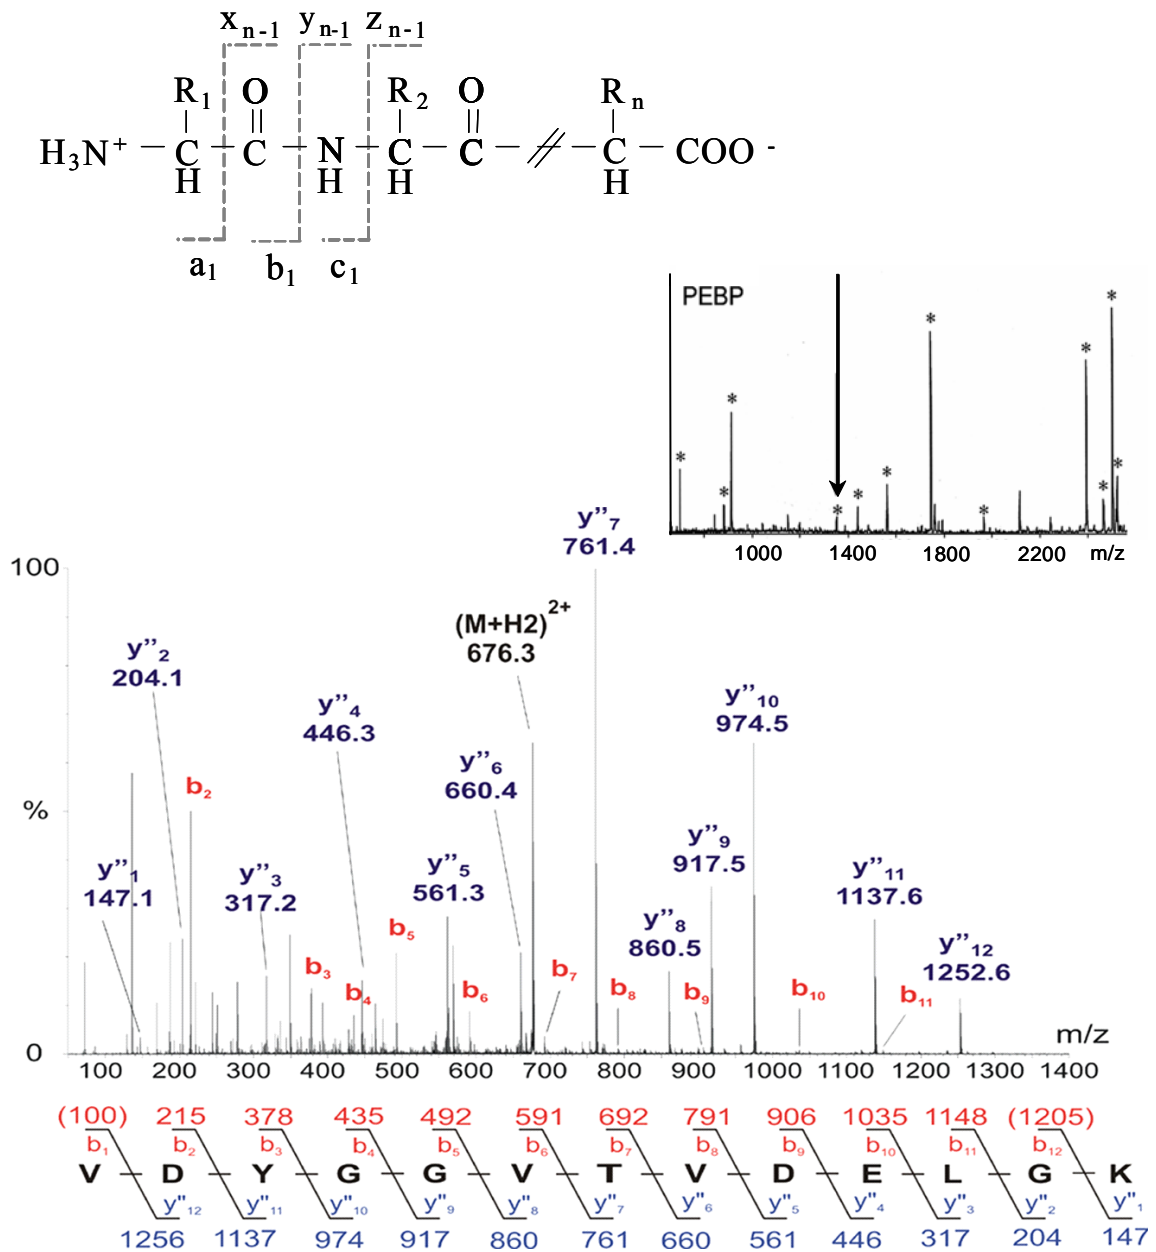 xn-1 yn-1 zn-1
R1 O R2 O Rn
H3N+ C C N C C C COO -
H H H H
a1 b1 c1
PEBP
* * * * * * * * * * * * *
1000 1400 1800 2200 m/z
y”7
761.4
100
(M+H2)2+
676.3
y”2
204.1
y”4
446.3
y”10
974.5
y”6
660.4
b2
%
y”9
917.5
y”1
147.1
y”3
317.2
y”5
561.3
y”11
1137.6
y”8
860.5
b5
y”12
1252.6
b3 b4 b6 b7 b8 b9 b10 b11
m/z
0
100 200 300 400 500 600 700 800 900 1000 1100 1200 1300 1400
(100) 215 378 435 492 591 692 791 906 1035 1148 (1205)
b1 b2 b3 b4 b5 b6 b7 b8 b9 b10 b11 b12
V D Y G G V T V D E L G K
y"12 y"11 y"10 y"9 y"8 y"7 y"6 y"5 y"4 y"3 y"2 y"1
1256 1137 974 917 860 761 660 561 446 317 204 147